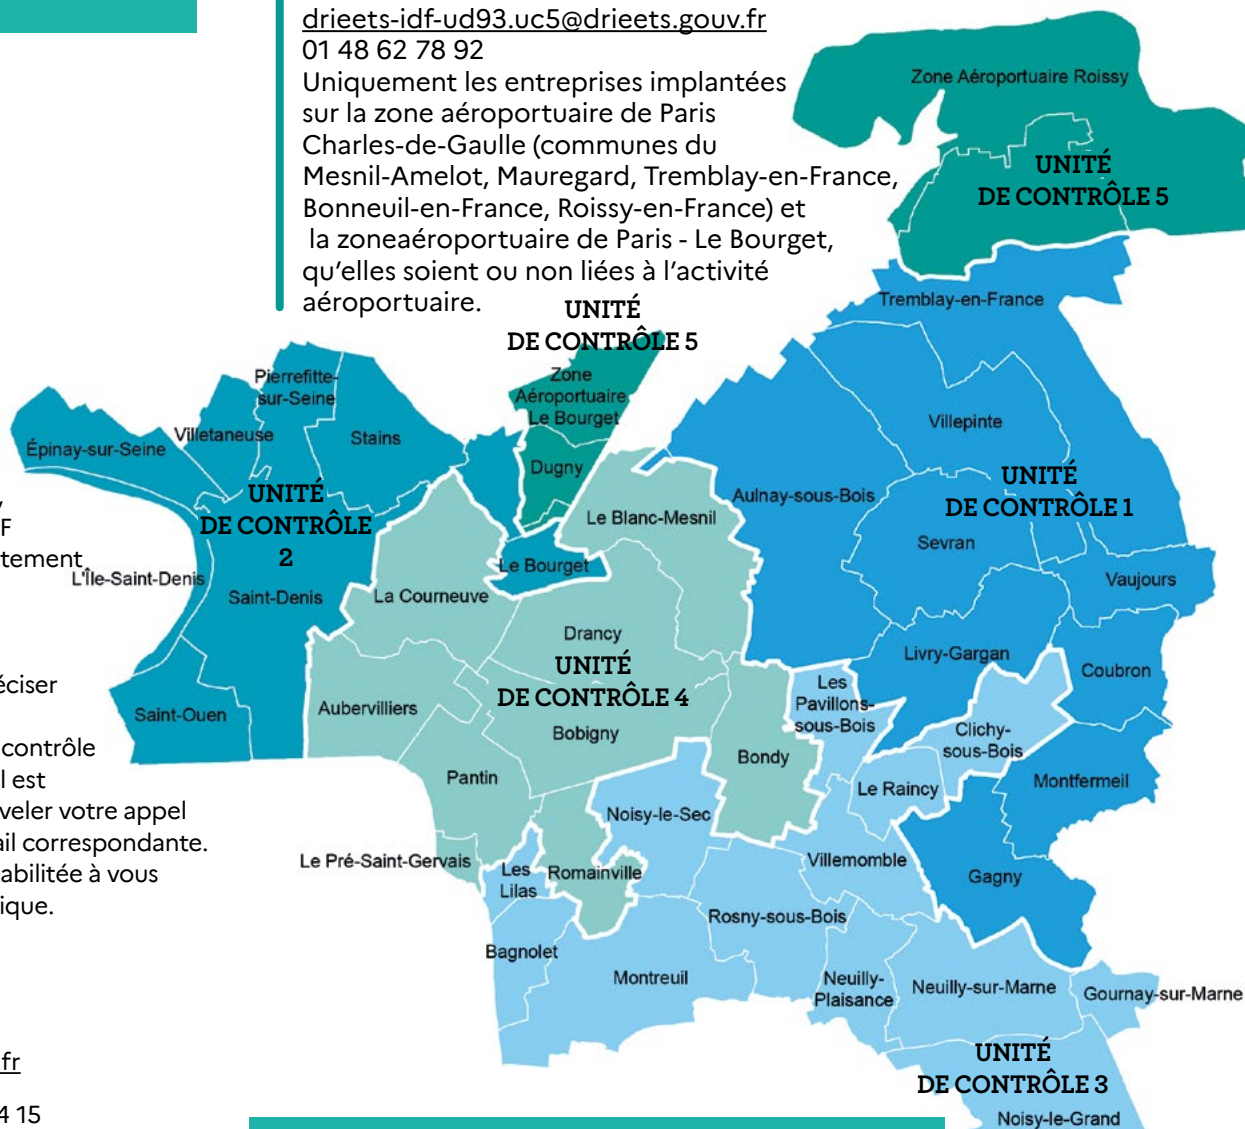 drieets-idf-ud93.uc5@drieets.gouv.fr
01 48 62 78 92
Uniquement les entreprises implantées
sur la zone aéroportuaire de Paris
Charles-de-Gaulle (communes du
Mesnil-Amelot, Mauregard, Tremblay-en-France,
Bonneuil-en-France, Roissy-en-France) et
la zoneaéroportuaire de Paris - Le Bourget,
qu'elles soient ou non liées à l'activité
aéroportuaire.
Zone Aéroportuaire Roissy
UNITÉ
DE CONTRÔLE 5
Tremblay-en-France
UNITÉ
DE CONTRÔLE 5
Zone
Aéroportuaire
Le Bourget
Dugny
Pierrefitte-
sur-Seine
Villetaneuse
Stains
Épinay-sur-Seine
UNITÉ
DE CONTRÔLE
2
L'Île-Saint-Denis
Saint-Denis
Saint-Ouen
Le Bourget
Villepinte
Aulnay-sous-Bois
UNITÉ
DE CONTRÔLE 1
Sevran
Vaujours
Livry-Gargan
Coubron
Montfermeil
Gagny
Le Blanc-Mesnil
La Courneuve
Drancy
UNITÉ
DE CONTRÔLE 4
Aubervilliers
Bobigny
Bondy
Pantin
Le Pré-Saint-Gervais
Romainville
Les
Pavillons-
sous-Bois
Clichy-
sous-Bois
Le Raincy
Noisy-le-Sec
Villemomble
Les
Lilas
Rosny-sous-Bois
Bagnolet
Montreuil
Neuilly-
Plaisance
Neuilly-sur-Marne
Gournay-sur-Marne
UNITÉ
DE CONTRÔLE 3
Noisy-le-Grand
,
F
tement
éciser
contrôle
l est
veler votre appel
ail correspondante.
abilitée à vous
ique.
fr
4 15